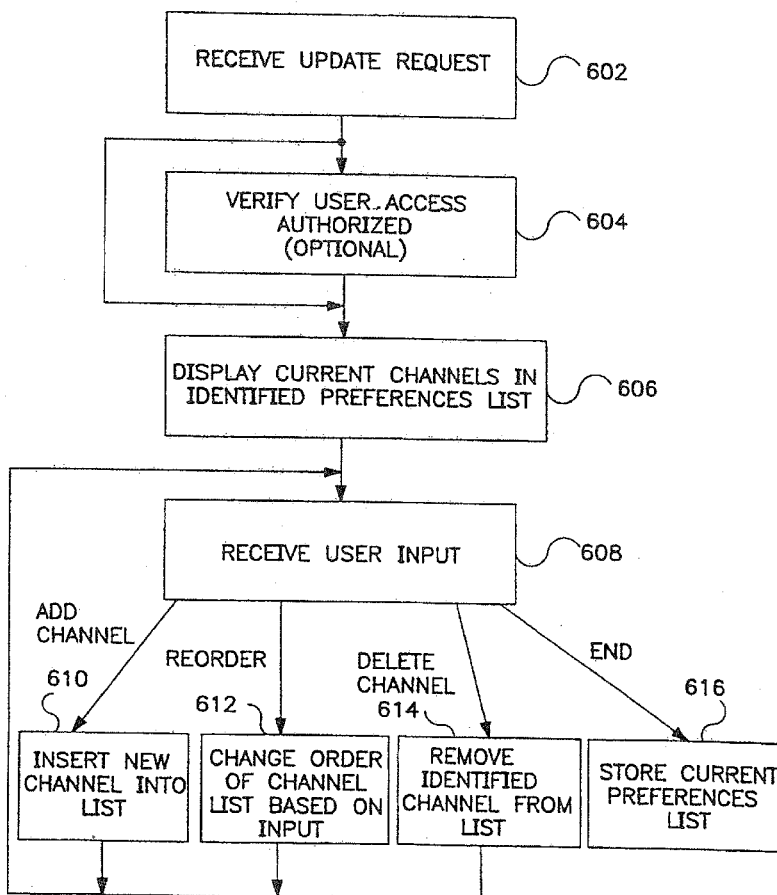 RECEIVE UPDATE REQUEST
602
VERIFY USER ACCESS
AUTHORIZED
(OPTIONAL)
604
DISPLAY CURRENT CHANNELS IN
IDENTIFIED PREFERENCES LIST
606
RECEIVE USER INPUT
608
ADD
CHANNEL
REORDER
DELETE
CHANNEL
END
610
612
614
616
INSERT NEW
CHANNEL INTO
LIST
CHANGE ORDER
OF CHANNEL
LIST BASED ON
INPUT
REMOVE
IDENTIFIED
CHANNEL FROM
LIST
STORE CURRENT
PREFERENCES
LIST